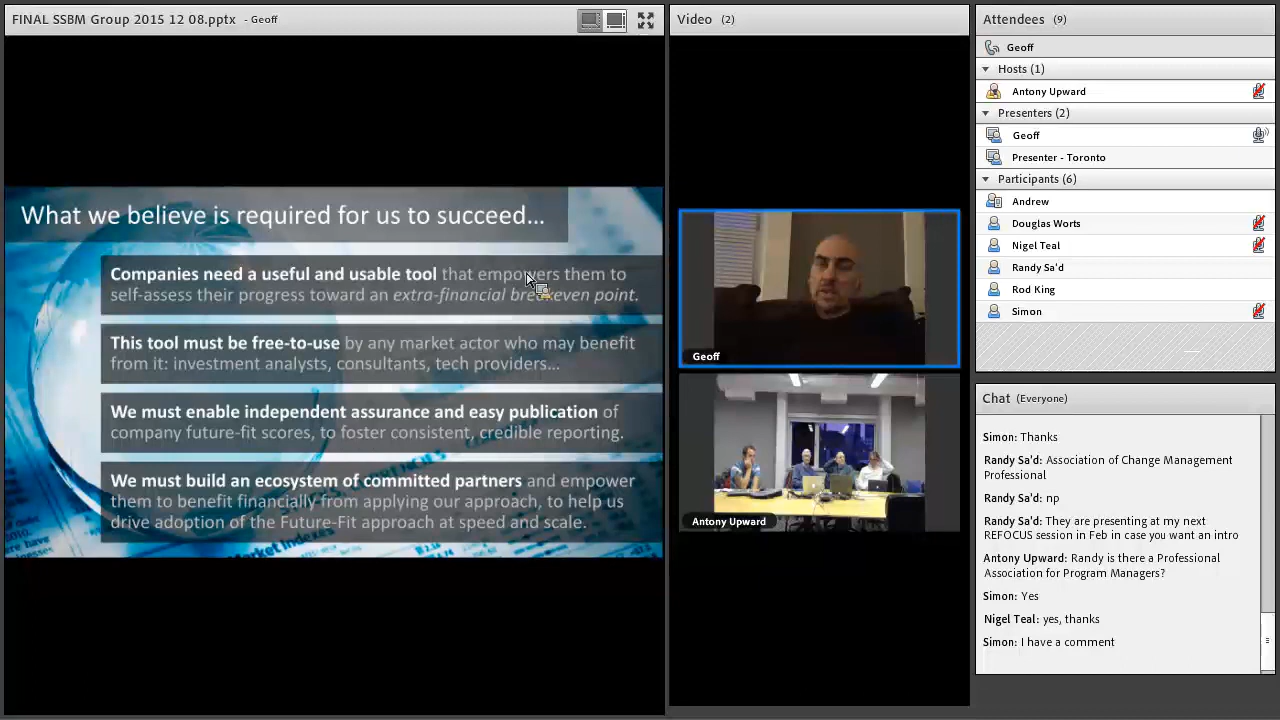 FINAL SSBM Group 2015 12 08.pptx - Geoff
What we believe is required for us to succeed...
Companies need a useful and usable tool that empowers them to
self-assess their progress toward an extra-financial break-even point.
This tool must be free-to-use by any market actor who may benefit
from it: investment analysts, consultants, tech providers...
We must enable independent assurance and easy publication of
company future-fit scores, to foster consistent, credible reporting.
We must build an ecosystem of committed partners and empower
them to benefit financially from applying our approach, to help us
drive adoption of the Future-Fit approach at speed and scale.
Market Indexes
Video (2)
Geoff
Antony Upward
Attendees (9)
Geoff
Hosts (1)
Antony Upward
Presenters (2)
Geoff
Presenter - Toronto
Participants (6)
Andrew
Douglas Worts
Nigel Teal
Randy Sa'd
Rod King
Simon
Chat (Everyone)
Simon: Thanks
Randy Sa'd: Association of Change Management
Professional
Randy Sa'd: np
Randy Sa'd: They are presenting at my next
REFOCUS session in Feb in case you want an intro
Antony Upward: Randy is there a Professional
Association for Program Managers?
Simon: Yes
Nigel Teal: yes, thanks
Simon: I have a comment